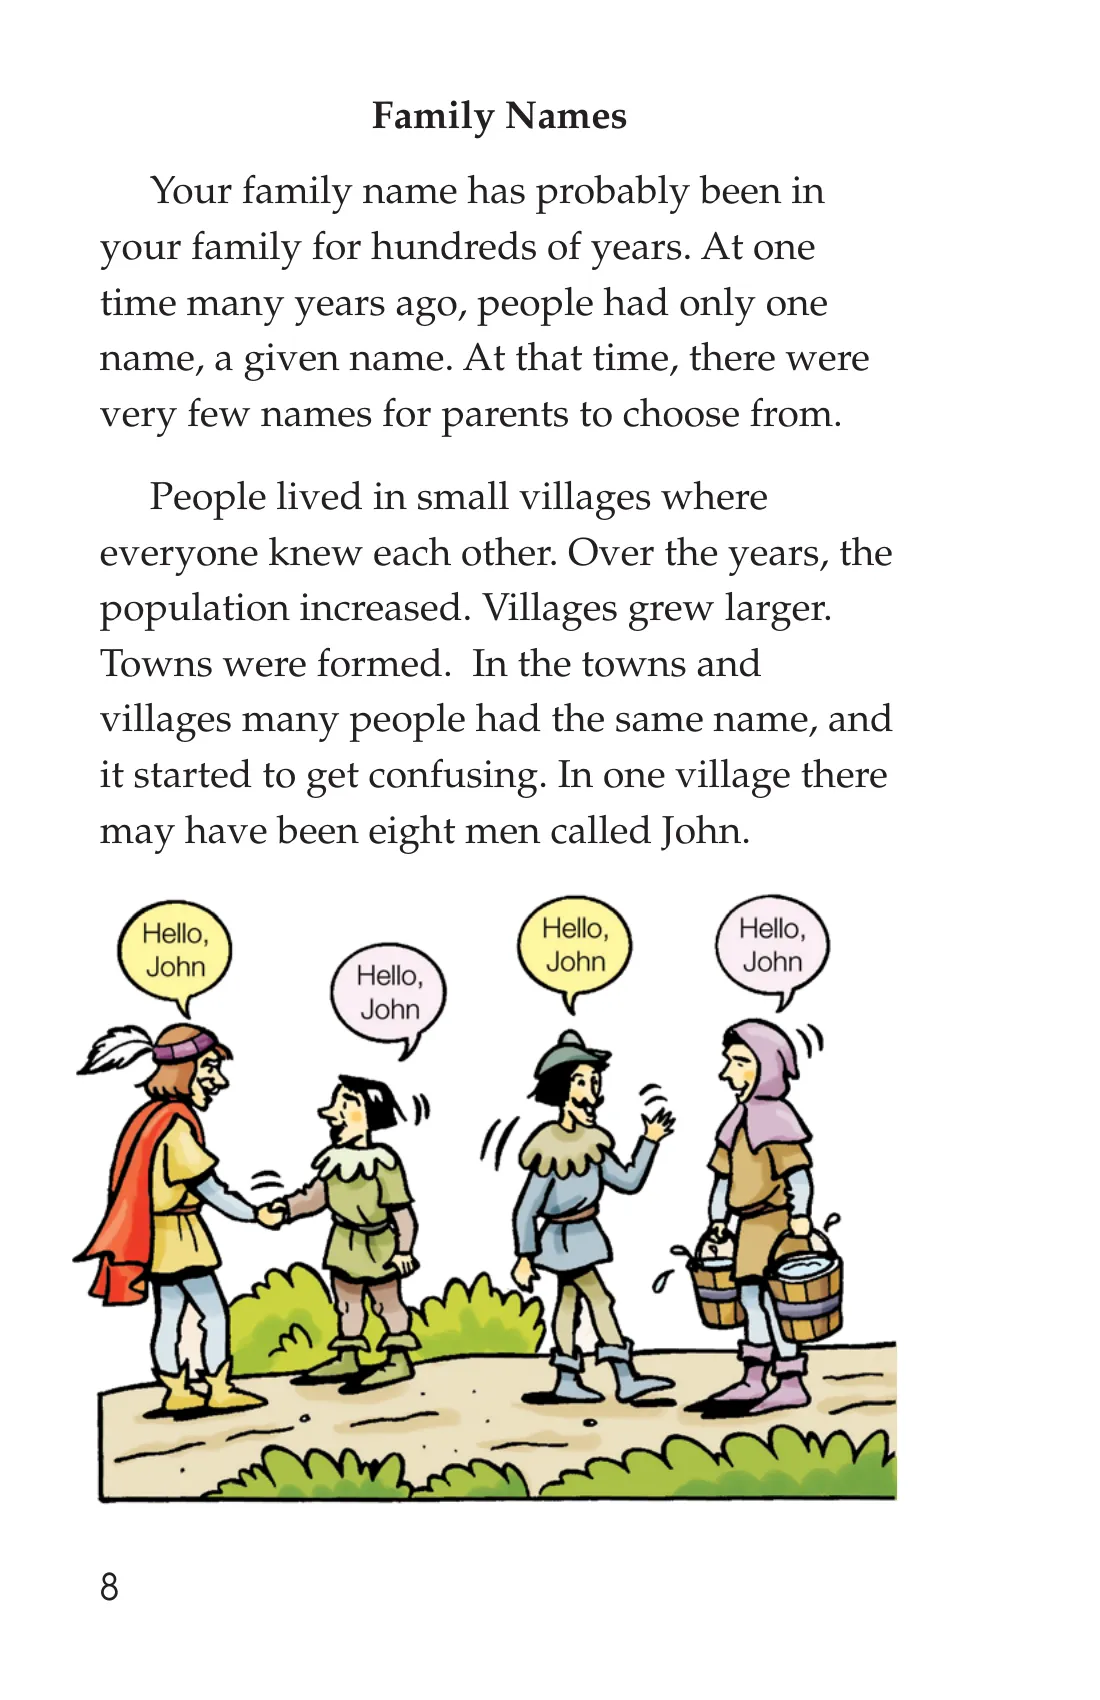 Family Names
Your family name has probably been in
your family for hundreds of years. At one
time many years ago, people had only one
name, a given name. At that time, there were
very few names for parents to choose from.
People lived in small villages where
everyone knew each other. Over the years, the
population increased. Villages grew larger.
Towns were formed.  In the towns and
villages many people had the same name, and
it started to get confusing. In one village there
may have been eight men called John.
Hello,
John
Hello,
John
Hello,
John
Hello,
John
8